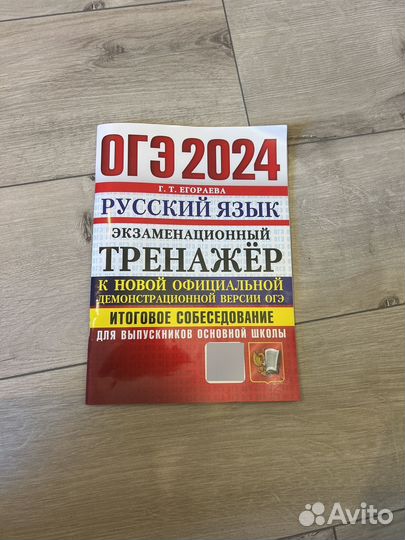 ОГЭ 2024
Г. Т. ЕГОРАЕВА
РУССКИЙ ЯЗЫК
ЭКЗАМЕНАЦИОННЫЙ
ТРЕНАЖЁР
К НОВОЙ ОФИЦИАЛЬНОЙ
ДЕМОНСТРАЦИОННОЙ ВЕРСИИ ОГЭ
ИТОГОВОЕ СОБЕСЕДОВАНИЕ
ДЛЯ ВЫПУСКНИКОВ ОСНОВНОЙ ШКОЛЫ
Avito